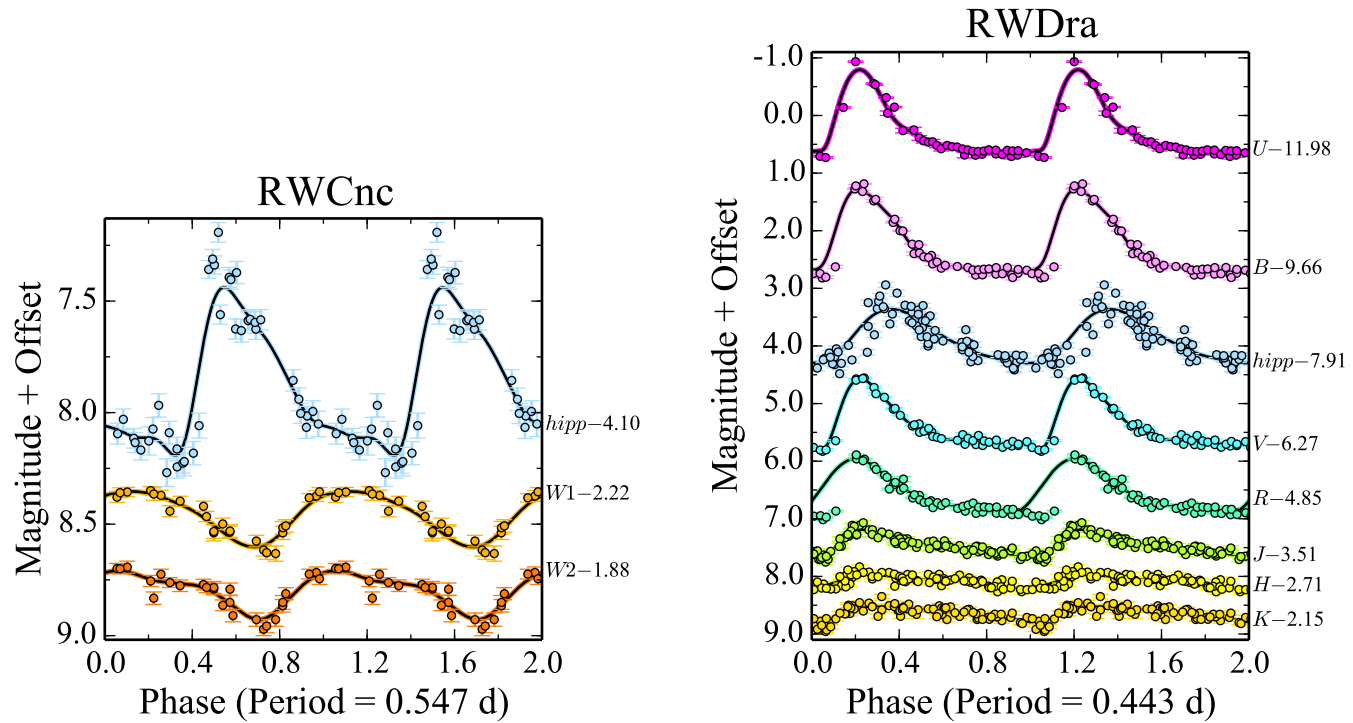 RWCnc
7.5
8.0
8.5
9.0
Magnitude + Offset
hipp−4.10
W1−2.22
W2−1.88
0.0 0.4 0.8 1.2 1.6 2.0
Phase (Period = 0.547 d)
RWDra
-1.0
0.0
1.0
2.0
3.0
4.0
5.0
6.0
7.0
8.0
9.0
Magnitude + Offset
U−11.98
B−9.66
hipp−7.91
V−6.27
R−4.85
J−3.51
H−2.71
K−2.15
0.0 0.4 0.8 1.2 1.6 2.0
Phase (Period = 0.443 d)